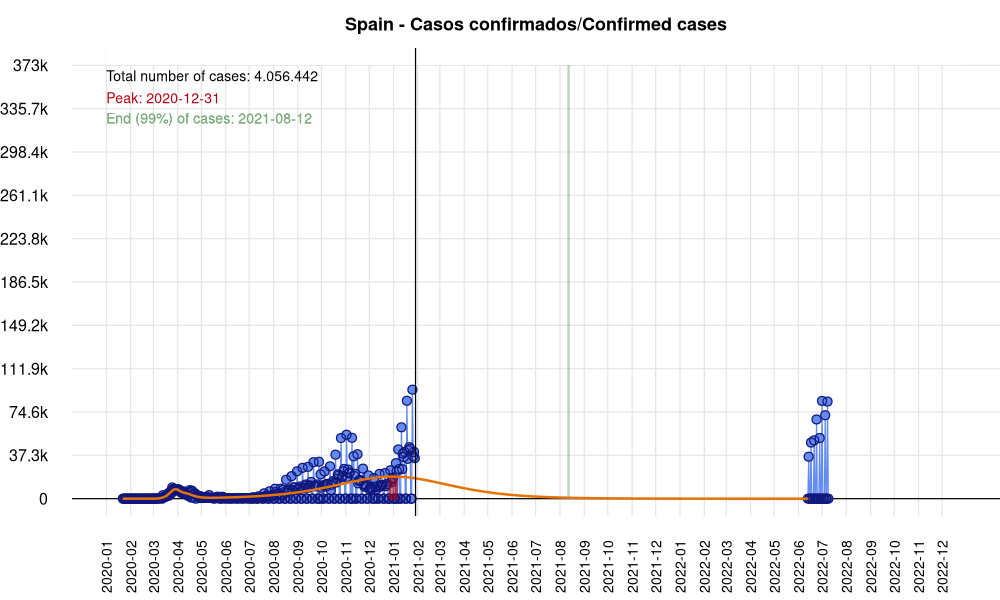 Spain - Casos confirmados/Confirmed cases
373k
335.7k
298.4k
261.1k
223.8k
186.5k
149.2k
111.9k
74.6k
37.3k
0
Total number of cases: 4.056.442
Peak: 2020-12-31
End (99%) of cases: 2021-08-12
2020-01
2020-02
2020-03
2020-04
2020-05
2020-06
2020-07
2020-08
2020-09
2020-10
2020-11
2020-12
2021-01
2021-02
2021-03
2021-04
2021-05
2021-06
2021-07
2021-08
2021-09
2021-10
2021-11
2021-12
2022-01
2022-02
2022-03
2022-04
2022-05
2022-06
2022-07
2022-08
2022-09
2022-10
2022-11
2022-12